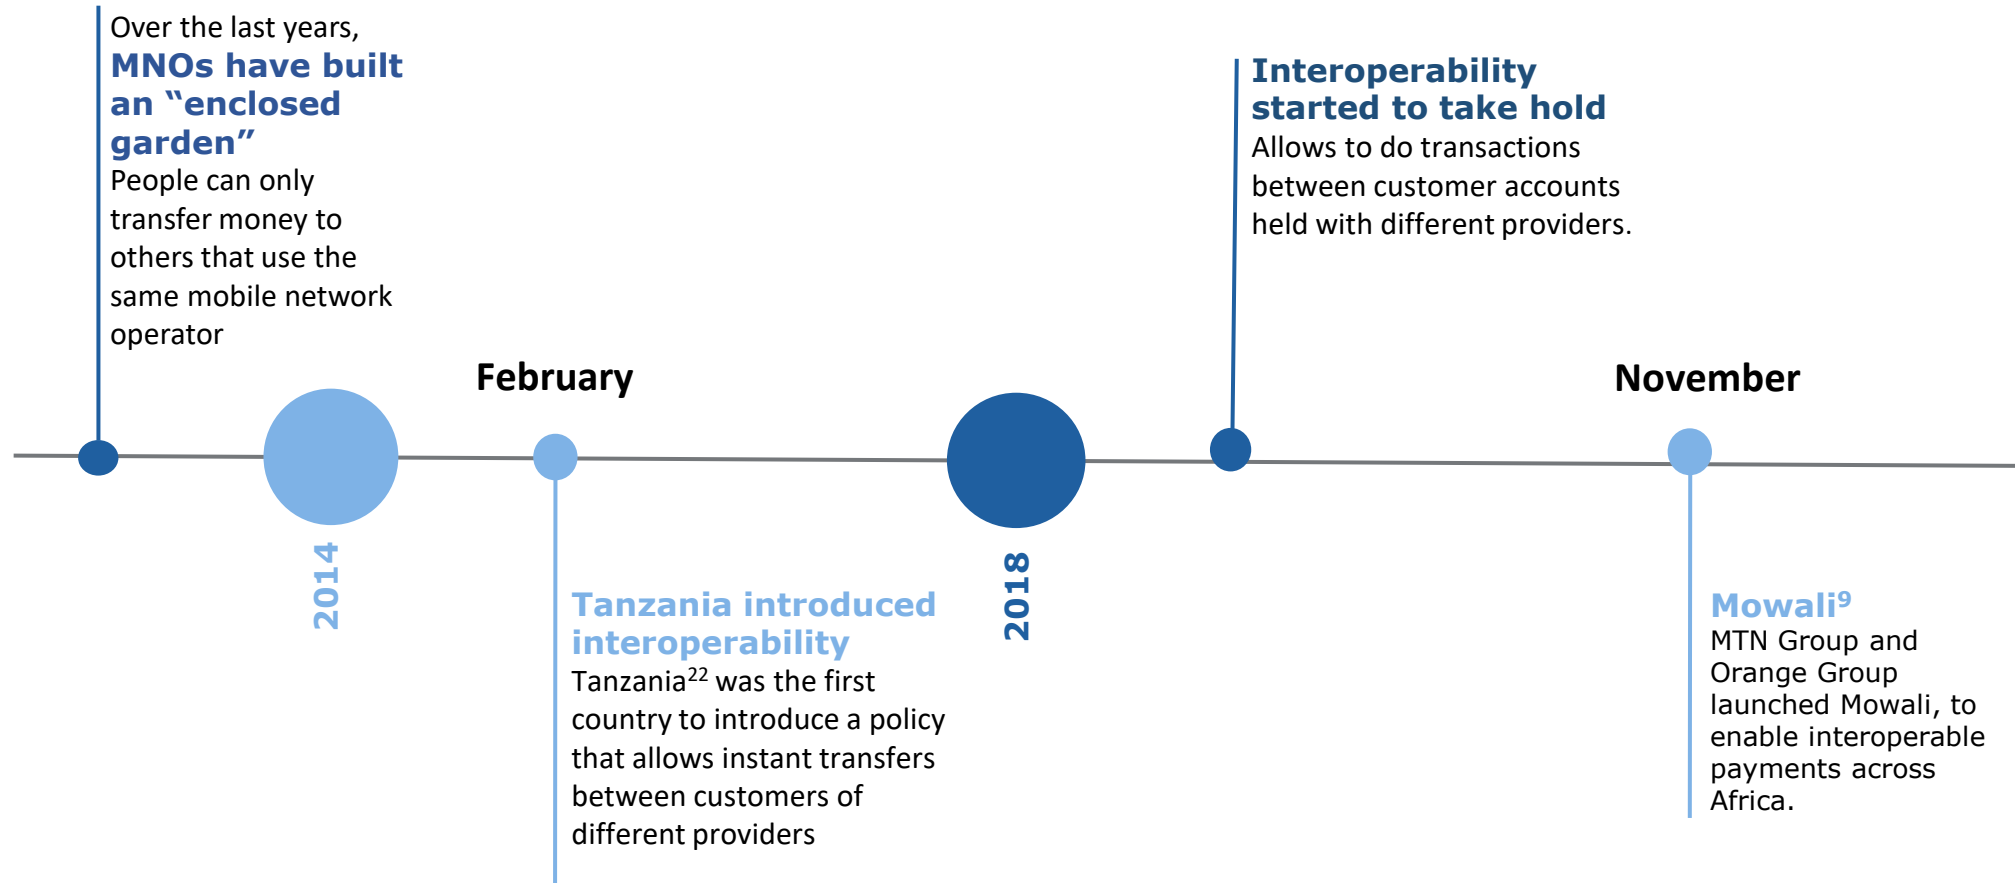 Over the last years,
MNOs have built
an “enclosed
garden”
People can only
transfer money to
others that use the
same mobile network
operator
February
2014
Tanzania introduced
interoperability
Tanzania22 was the first
country to introduce a policy
that allows instant transfers
between customers of
different providers
2018
Interoperability
started to take hold
Allows to do transactions
between customer accounts
held with different providers.
November
Mowali9
MTN Group and
Orange Group
launched Mowali, to
enable interoperable
payments across
Africa.